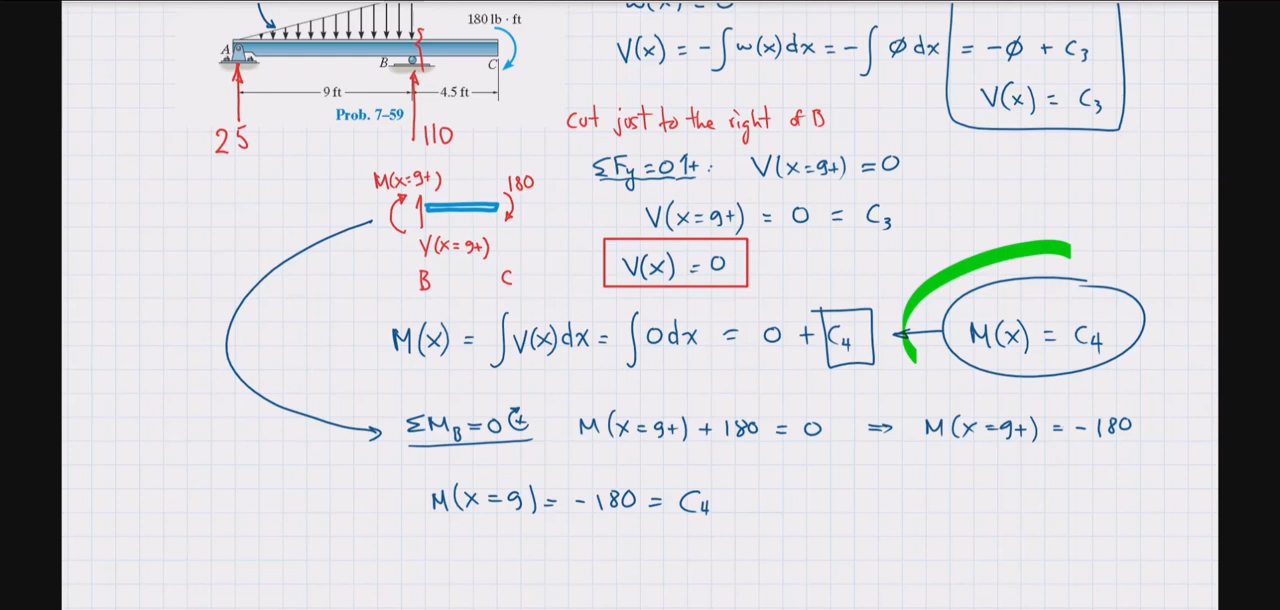 w(x) = 0
180 lb · ft
V(x) = -∫w(x)dx = -∫ϕdx = -ϕ + C₃
V(x) = C₃
A
B
C
9 ft
4.5 ft
Prob. 7–59
25
110
cut just to the right of B
ΣFy=0↑+: V(x=9+) = 0
M(x=9+)
180
V(x=9+) = 0 = C₃
V(x=9+)
V(x) = 0
B
C
M(x) = ∫V(x)dx = ∫0dx = 0 + C₄
M(x) = C₄
ΣM_B=0 + M(x=9+) + 180 = 0 ⇒ M(x=9+) = -180
M(x=9) = -180 = C₄